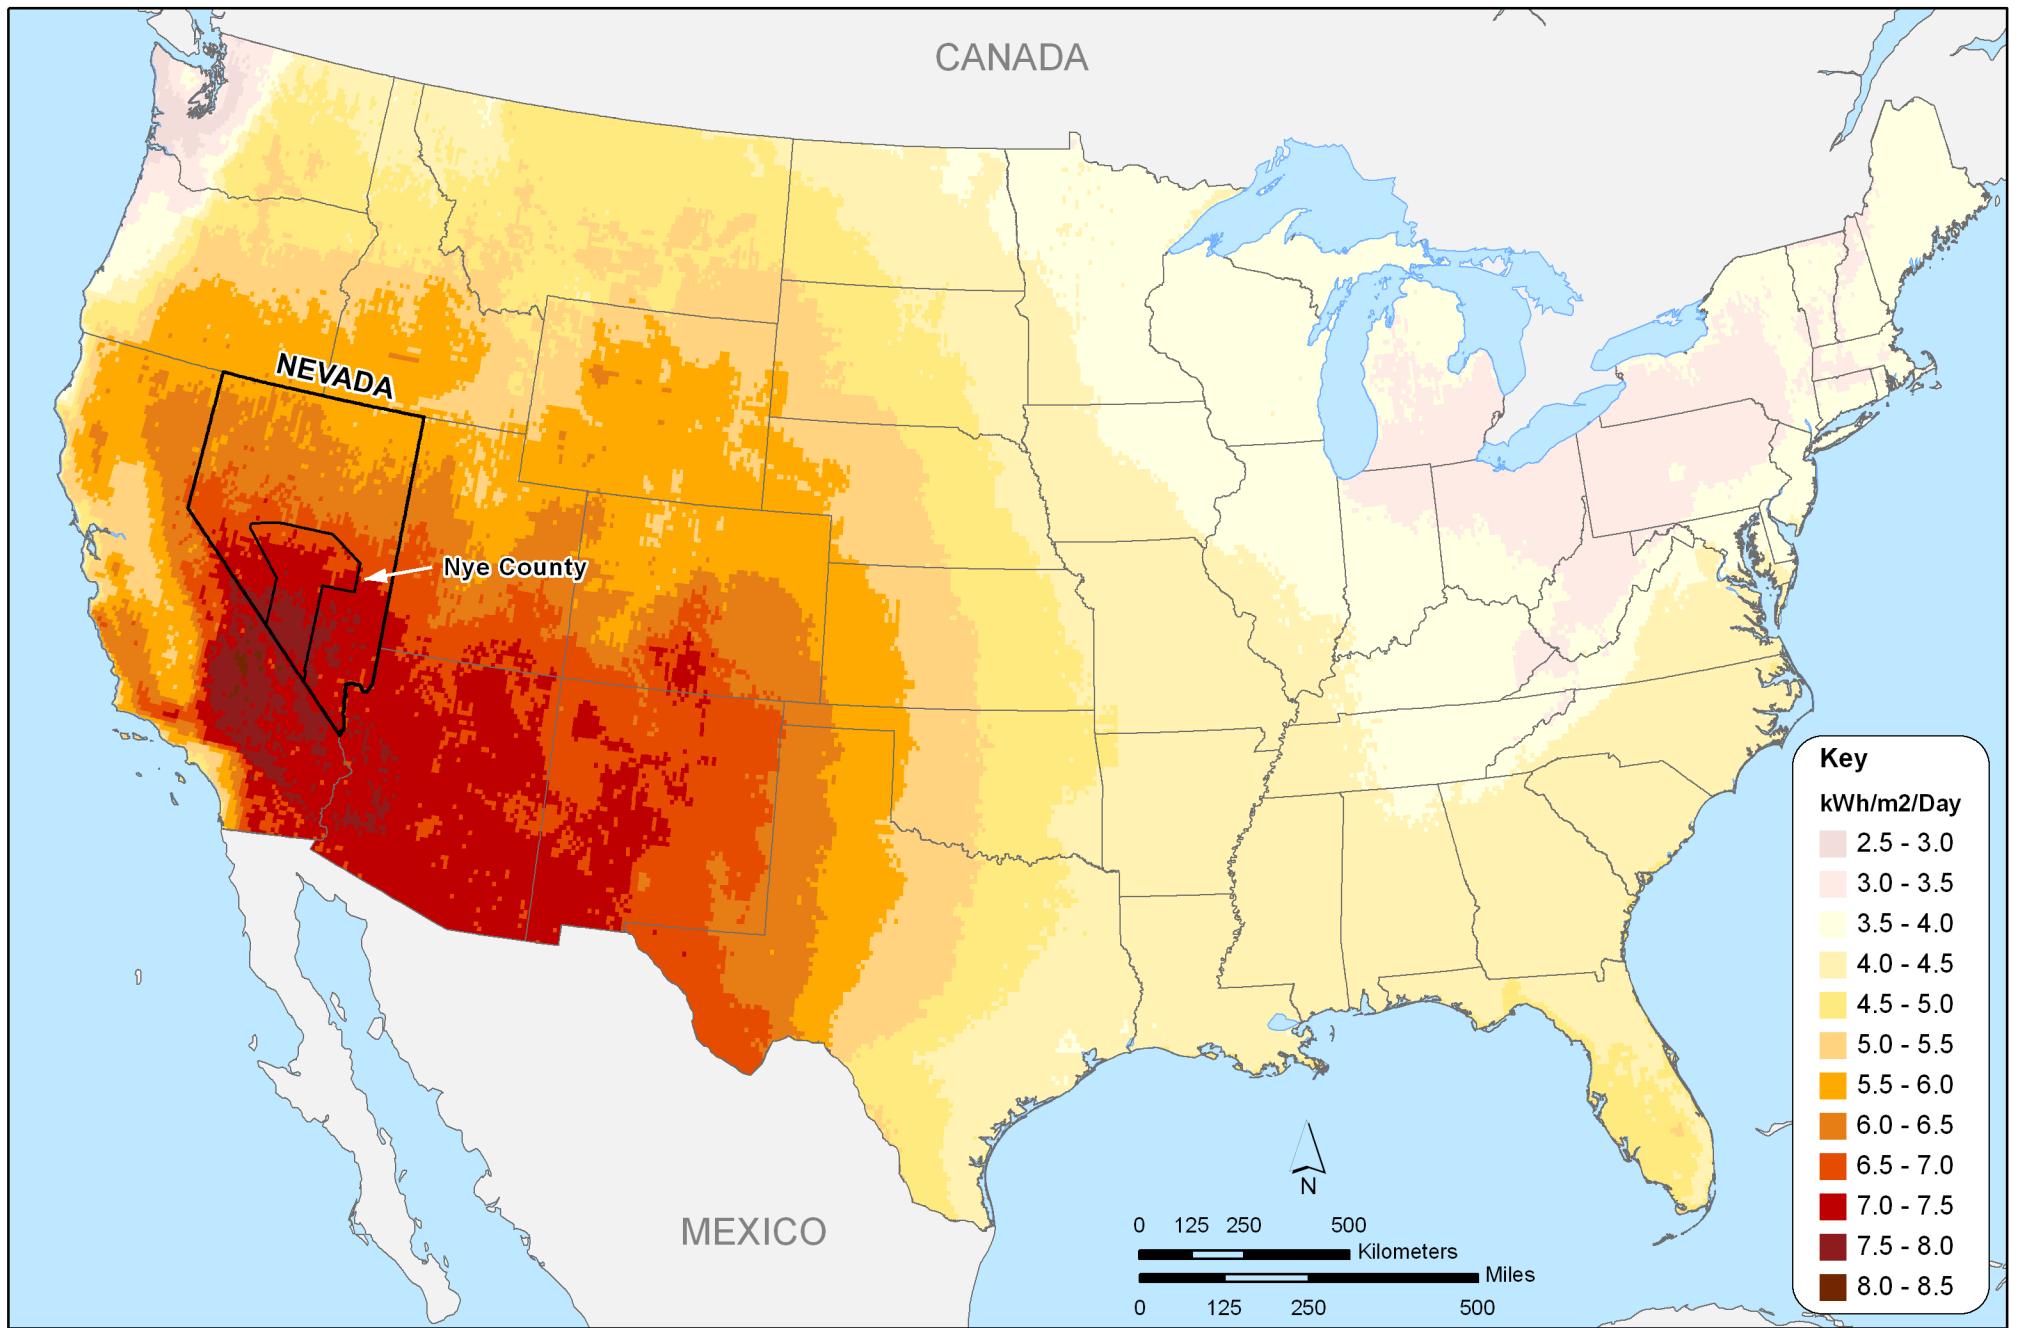 CANADA
NEVADA
Nye County
MEXICO
N
0 125 250 500
Kilometers
Miles
0 125 250 500
Key
kWh/m2/Day
2.5 - 3.0
3.0 - 3.5
3.5 - 4.0
4.0 - 4.5
4.5 - 5.0
5.0 - 5.5
5.5 - 6.0
6.0 - 6.5
6.5 - 7.0
7.0 - 7.5
7.5 - 8.0
8.0 - 8.5